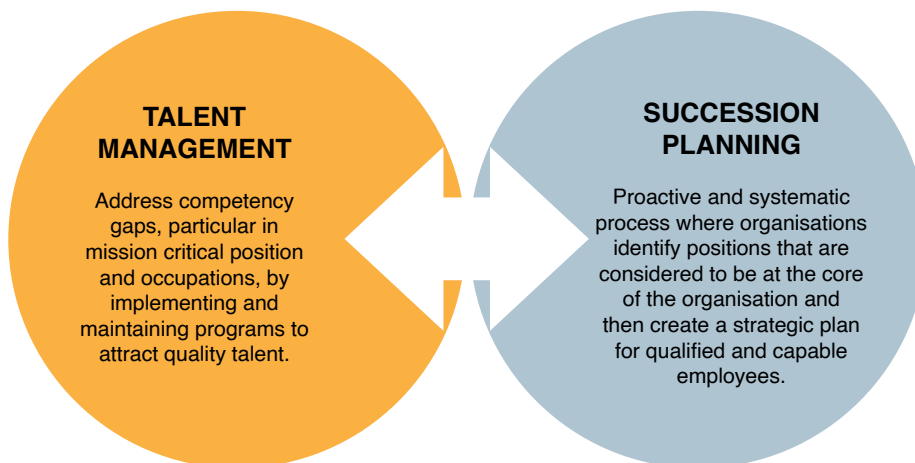 TALENT
MANAGEMENT
Address competency
gaps, particular in
mission critical position
and occupations, by
implementing and
maintaining programs to
attract quality talent.
SUCCESSION
PLANNING
Proactive and systematic
process where organisations
identify positions that are
considered to be at the core
of the organisation and
then create a strategic plan
for qualified and capable
employees.